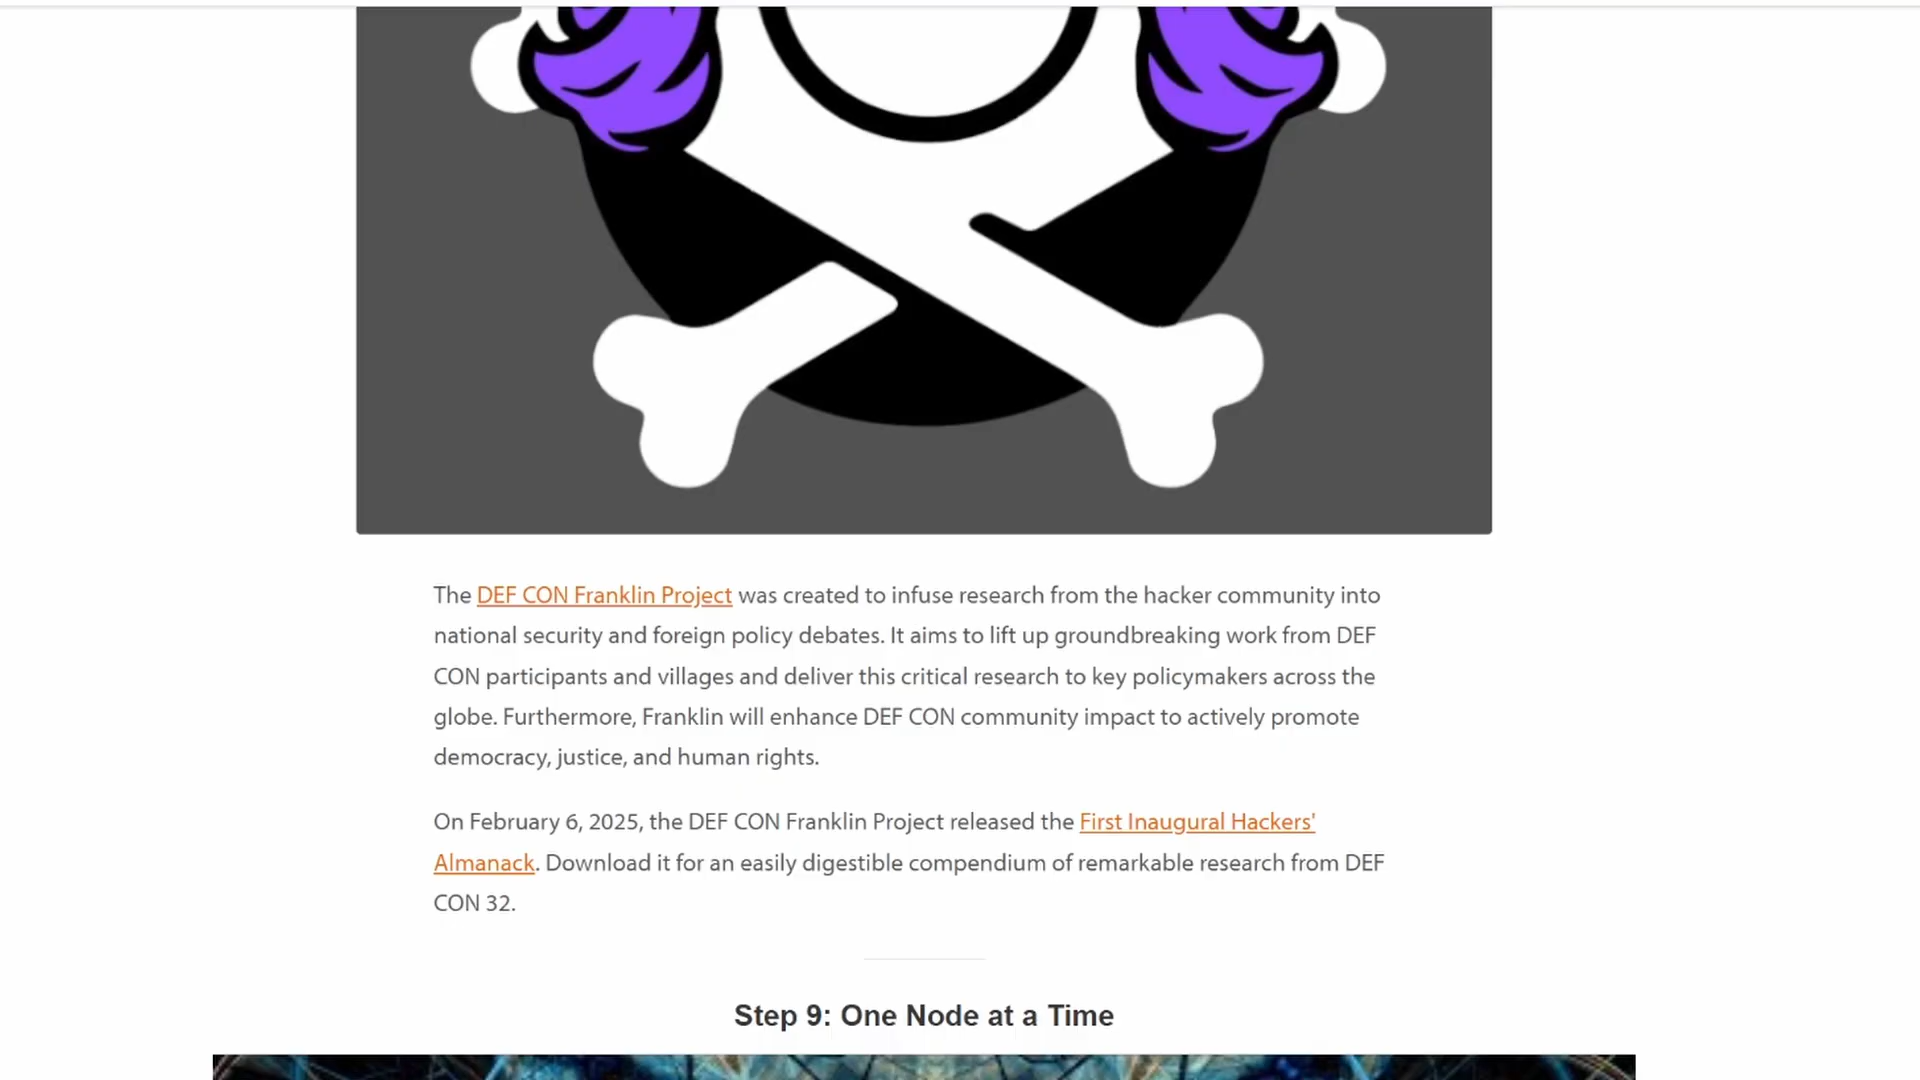 The DEF CON Franklin Project was created to infuse research from the hacker community into
national security and foreign policy debates. It aims to lift up groundbreaking work from DEF
CON participants and villages and deliver this critical research to key policymakers across the
globe. Furthermore, Franklin will enhance DEF CON community impact to actively promote
democracy, justice, and human rights.
On February 6, 2025, the DEF CON Franklin Project released the First Inaugural Hackers'
Almanack. Download it for an easily digestible compendium of remarkable research from DEF
CON 32.
Step 9: One Node at a Time